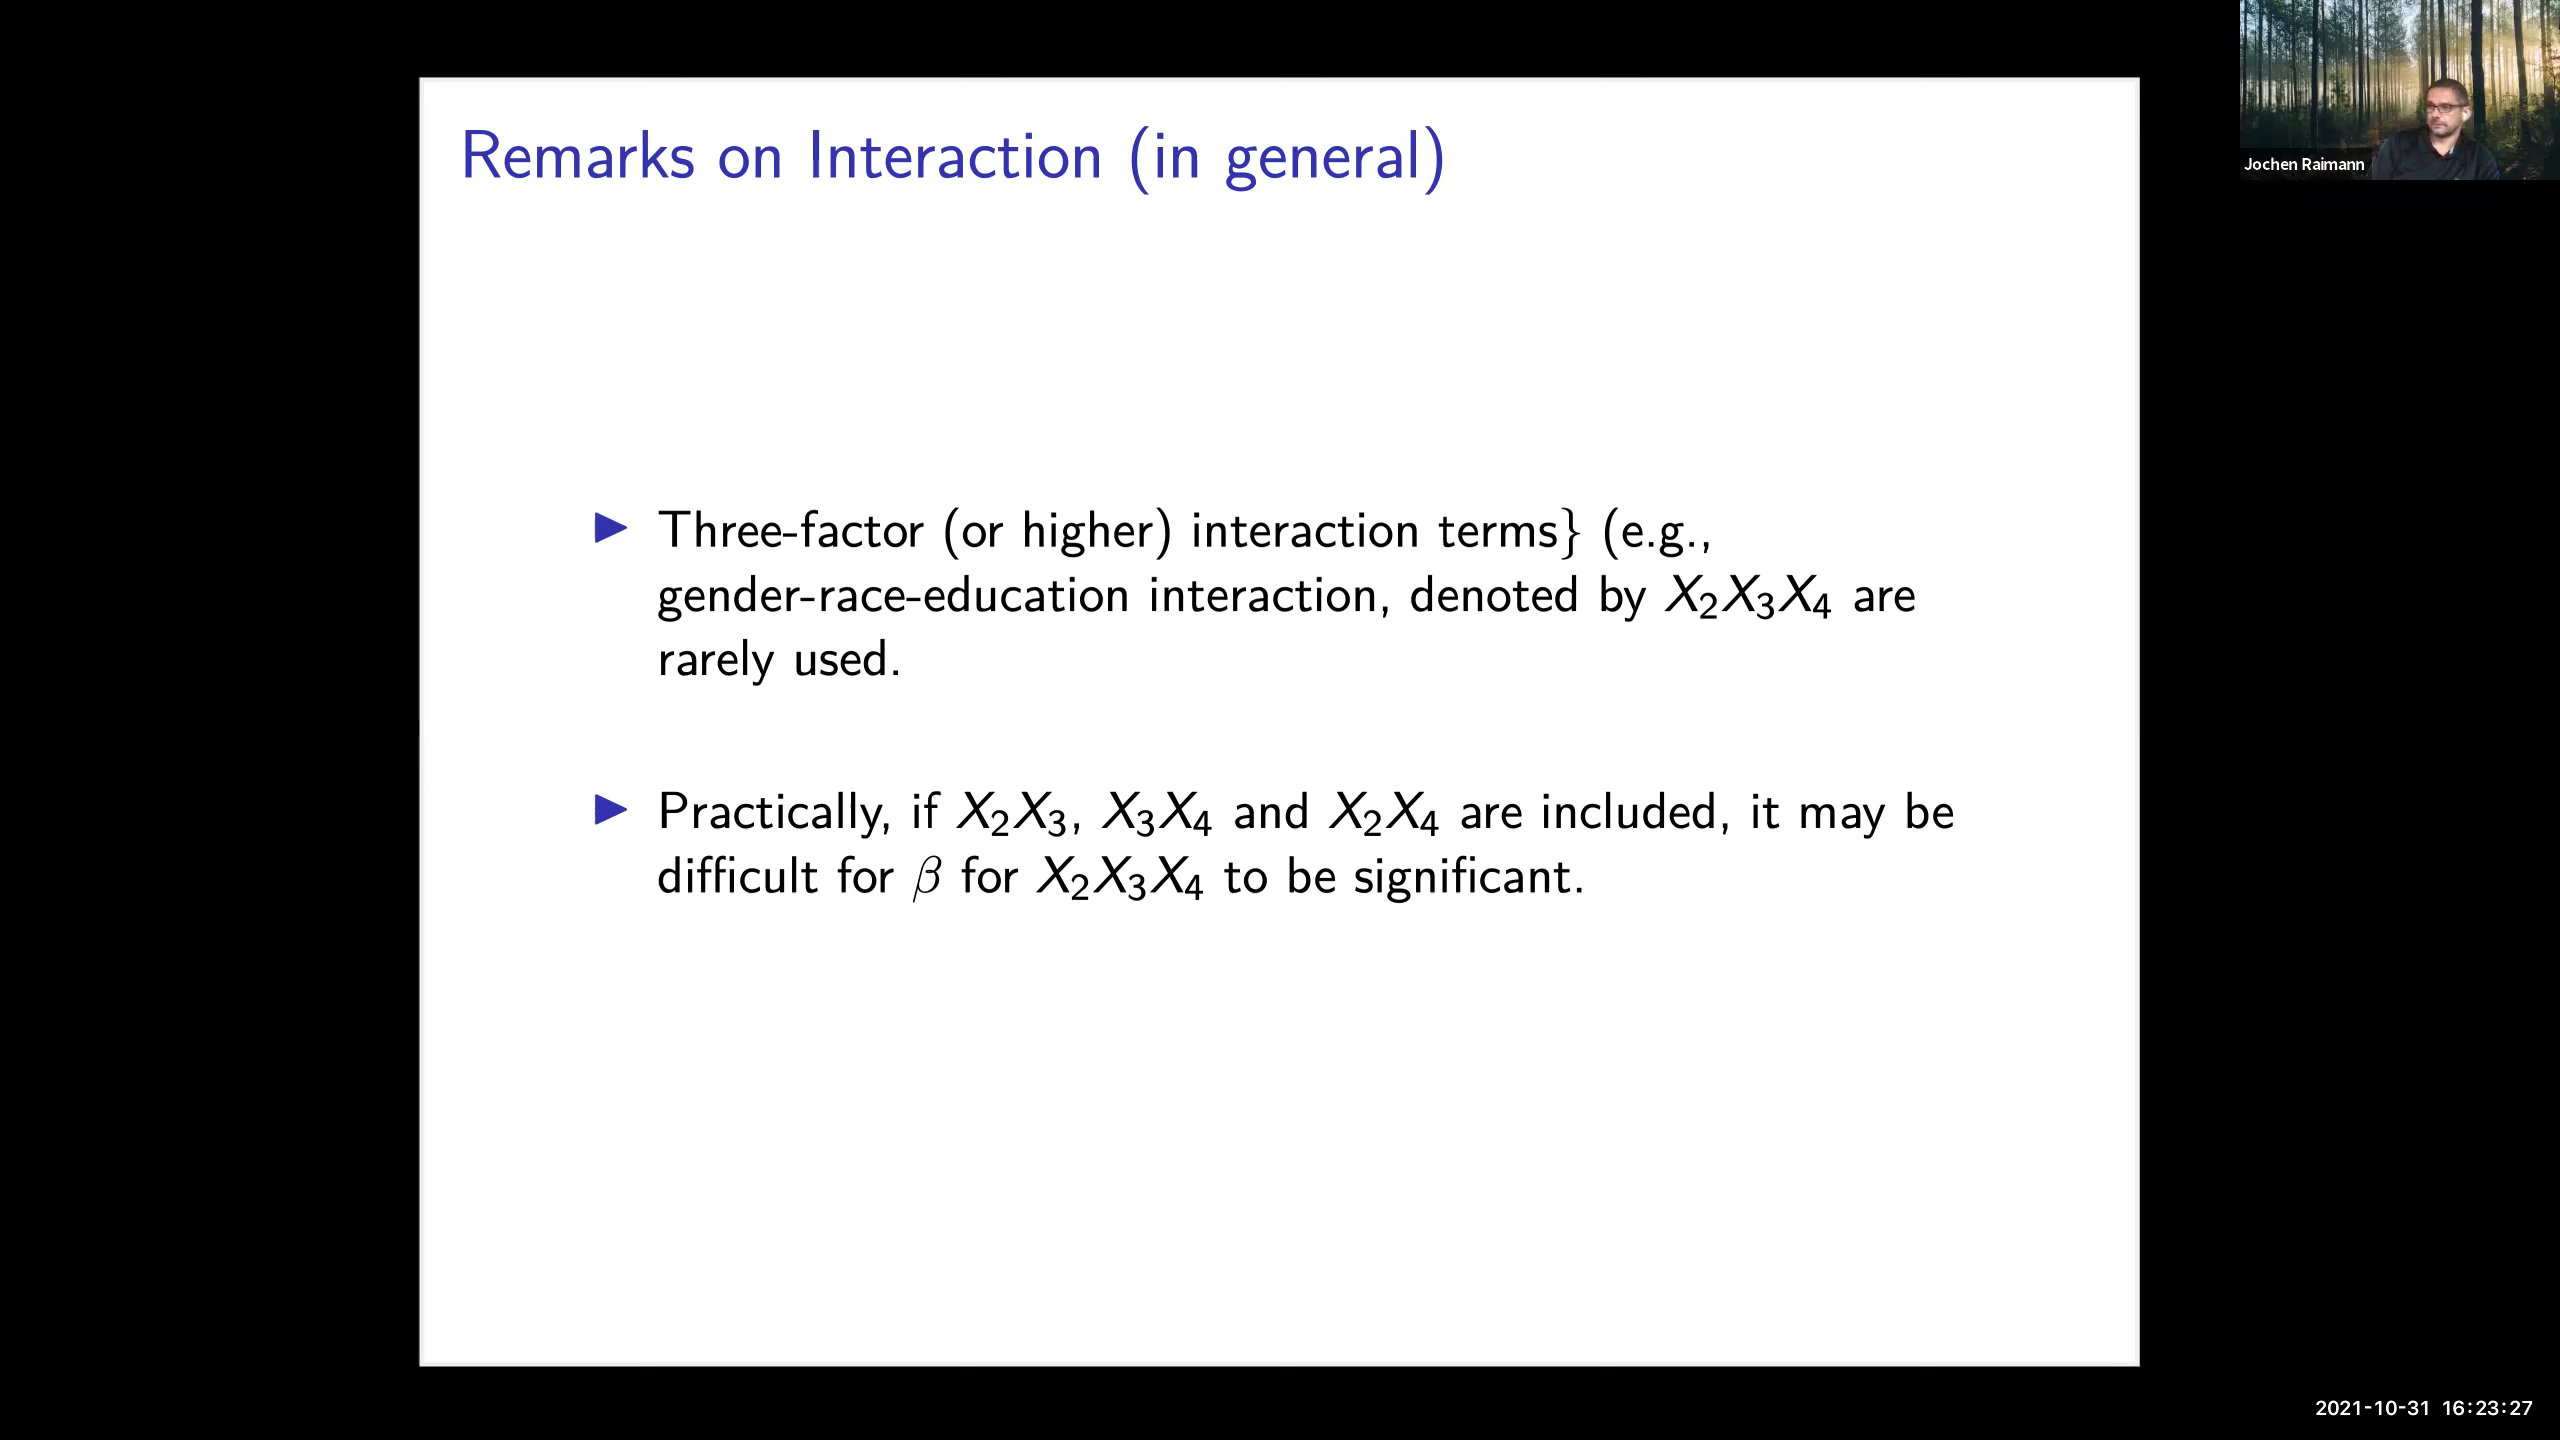 Remarks on Interaction (in general)
Jochen Raimann
▶ Three-factor (or higher) interaction terms} (e.g.,
gender-race-education interaction, denoted by X₂X₃X₄ are
rarely used.
▶ Practically, if X₂X₃, X₃X₄ and X₂X₄ are included, it may be
difficult for β for X₂X₃X₄ to be significant.
2021-10-31 16:23:27